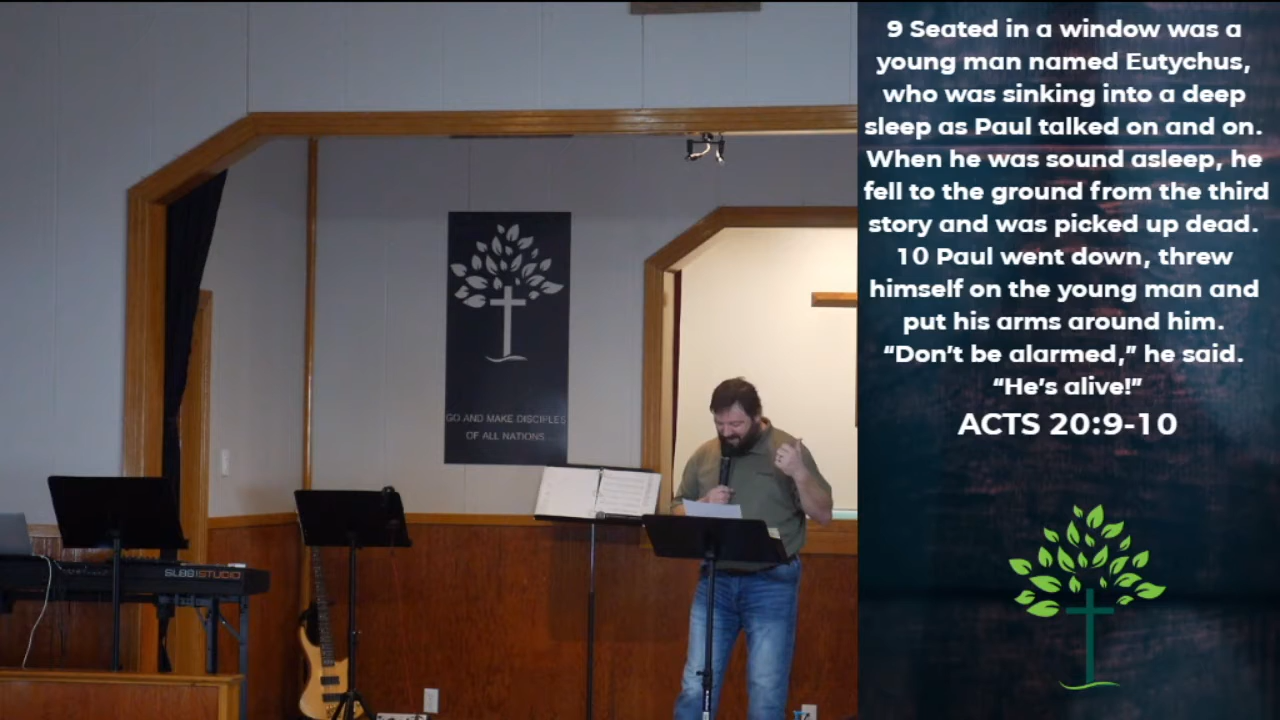 GO AND MAKE DISCIPLES
OF ALL NATIONS
9 Seated in a window was a
young man named Eutychus,
who was sinking into a deep
sleep as Paul talked on and on.
When he was sound asleep, he
fell to the ground from the third
story and was picked up dead.
10 Paul went down, threw
himself on the young man and
put his arms around him.
“Don’t be alarmed,” he said.
“He’s alive!”
ACTS 20:9-10